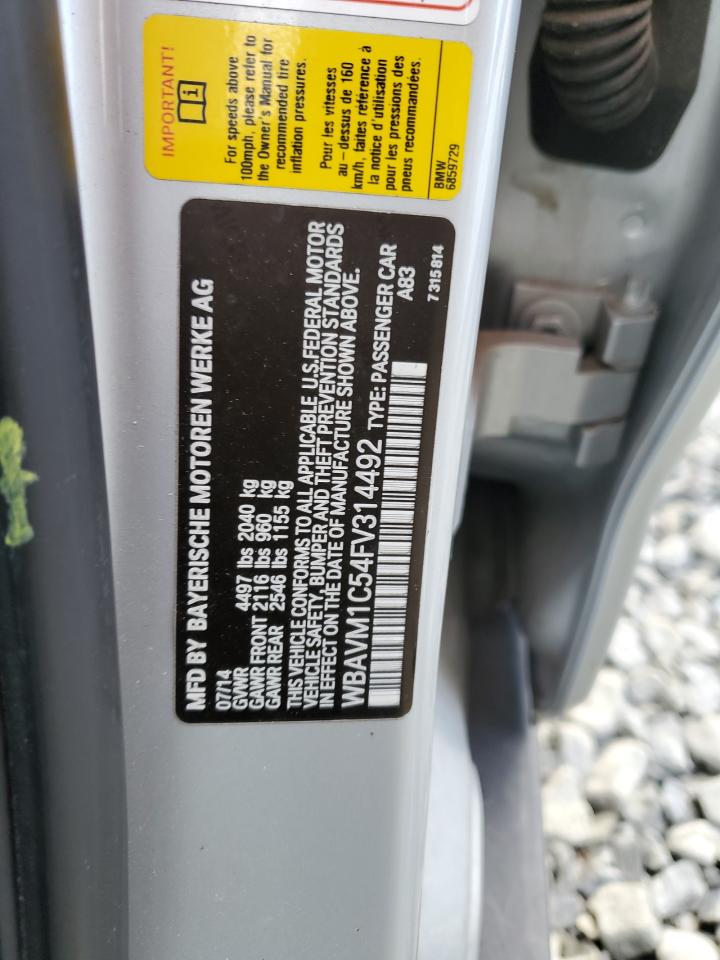 IMPORTANT!
i
For speeds above
100mph, please refer to
the Owner's Manual for
recommended tire
inflation pressures.
Pour les vitesses
au - dessus de 160
km/h, faites référence à
la notice d'utilisation
pour les pressions des
pneus recommandées.
BMW
6859729
MFD BY BAYERISCHE MOTOREN WERKE AG
07/14
GVWR 4497 lbs 2040 kg
GAWR FRONT 2116 lbs 960 kg
GAWR REAR 2546 lbs 1155 kg
THIS VEHICLE CONFORMS TO ALL APPLICABLE U.S.FEDERAL MOTOR
VEHICLE SAFETY, BUMPER AND THEFT PREVENTION STANDARDS
IN EFFECT ON THE DATE OF MANUFACTURE SHOWN ABOVE.
WBAVM1C54FV314492 TYPE: PASSENGER CAR
A83
7 315 814